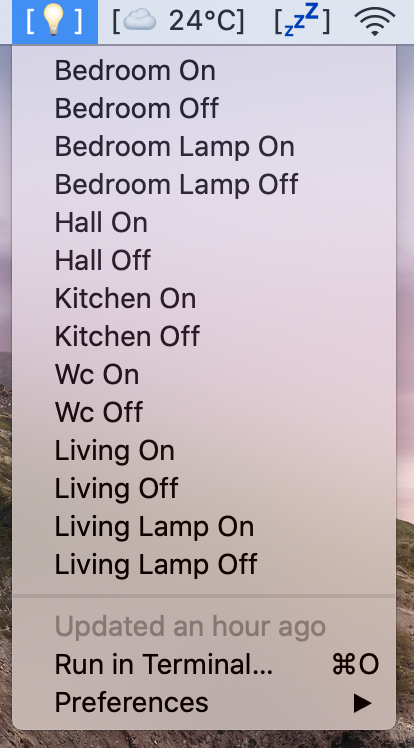 [💡] [☁️ 24°C] [zzZ]
Bedroom On
Bedroom Off
Bedroom Lamp On
Bedroom Lamp Off
Hall On
Hall Off
Kitchen On
Kitchen Off
Wc On
Wc Off
Living On
Living Off
Living Lamp On
Living Lamp Off
Updated an hour ago
Run in Terminal... ⌘O
Preferences ▶